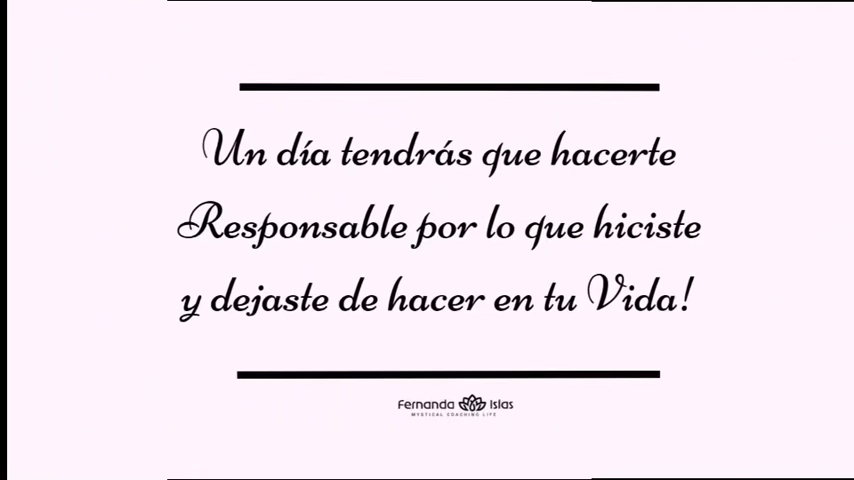 Un día tendrás que hacerte
Responsable por lo que hiciste
y dejaste de hacer en tu Vida!
Fernanda Islas
MYSTICAL COACHING LIFE